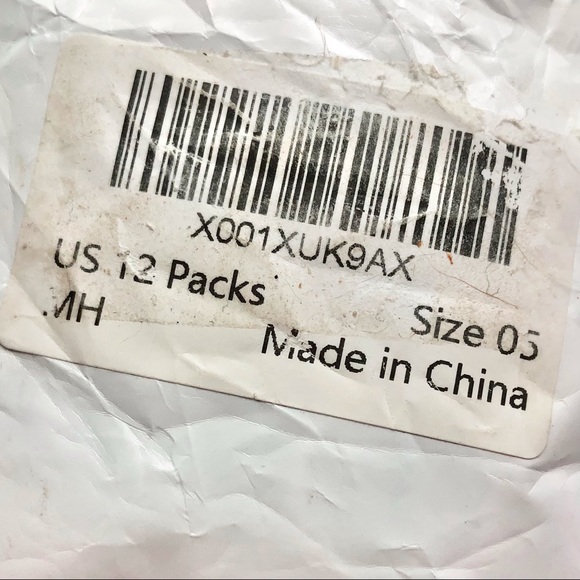 X001XUK9AX
US 12 Packs Size 05
MH Made in China